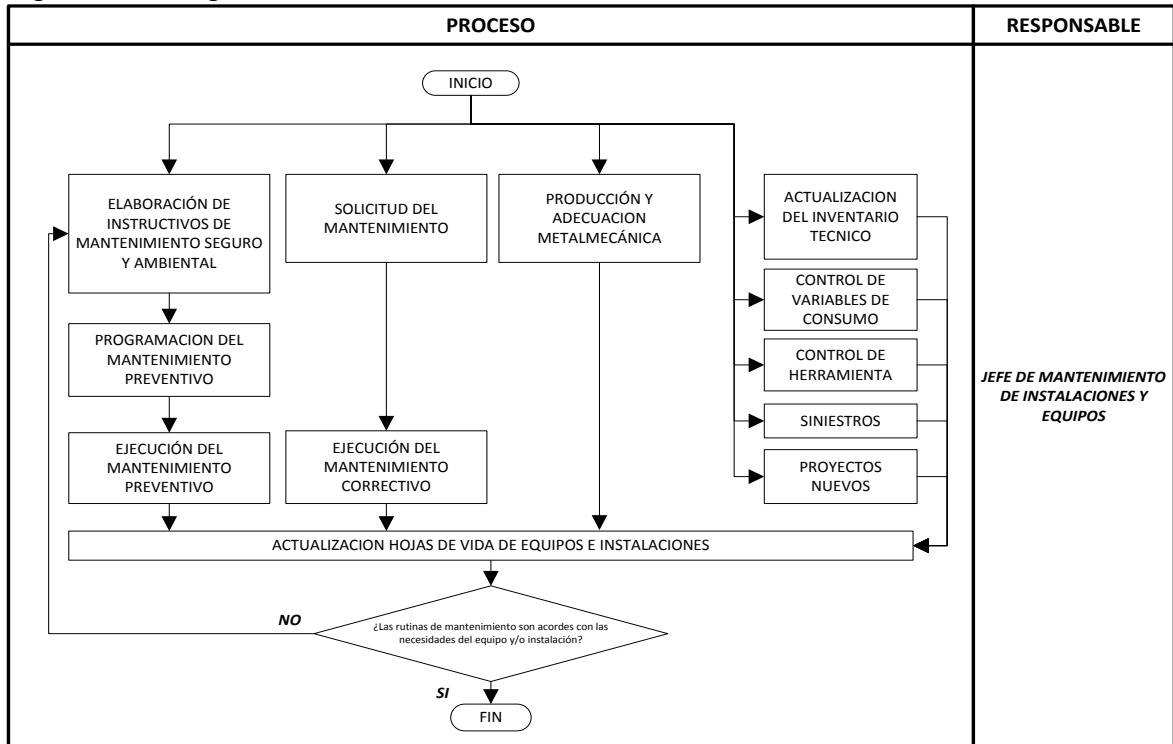 PROCESO
RESPONSABLE
INICIO
ELABORACIÓN DE
INSTRUCTIVOS DE
MANTENIMIENTO SEGURO
Y AMBIENTAL
SOLICITUD DEL
MANTENIMIENTO
PRODUCCIÓN Y
ADECUACION
METALMECÁNICA
ACTUALIZACION
DEL INVENTARIO
TECNICO
CONTROL DE
VARIABLES DE
CONSUMO
PROGRAMACION DEL
MANTENIMIENTO
PREVENTIVO
CONTROL DE
HERRAMIENTA
JEFE DE MANTENIMIENTO
DE INSTALACIONES Y
EQUIPOS
SINIESTROS
EJECUCIÓN DEL
MANTENIMIENTO
PREVENTIVO
EJECUCIÓN DEL
MANTENIMIENTO
CORRECTIVO
PROYECTOS
NUEVOS
ACTUALIZACION HOJAS DE VIDA DE EQUIPOS E INSTALACIONES
NO
¿Las rutinas de mantenimiento son acordes con las
necesidades del equipo y/o instalación?
SI
FIN